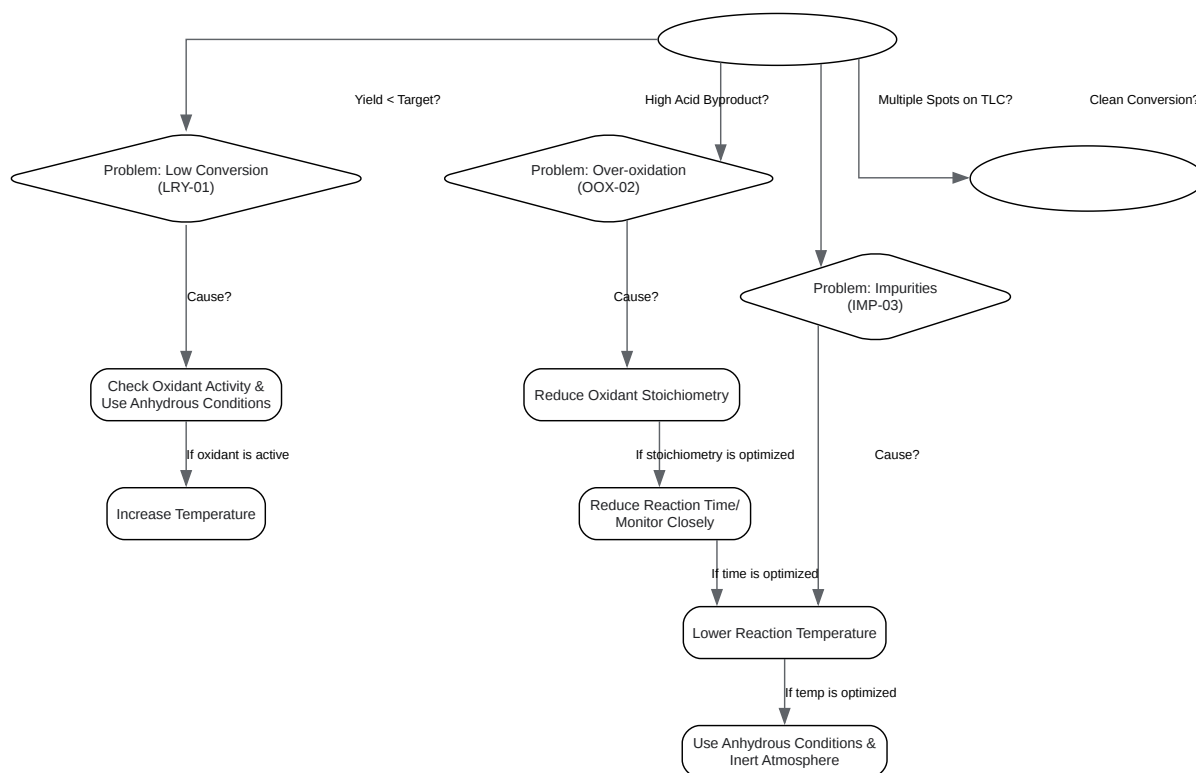 Yield < Target?
High Acid Byproduct?
Multiple Spots on TLC?
Clean Conversion?
Problem: Low Conversion
(LRY-01)
Problem: Over-oxidation
(OOX-02)
Problem: Impurities
(IMP-03)
Cause?
Cause?
Check Oxidant Activity &
Use Anhydrous Conditions
Reduce Oxidant Stoichiometry
If oxidant is active
If stoichiometry is optimized
Cause?
Increase Temperature
Reduce Reaction Time/
Monitor Closely
If time is optimized
Lower Reaction Temperature
If temp is optimized
Use Anhydrous Conditions &
Inert Atmosphere